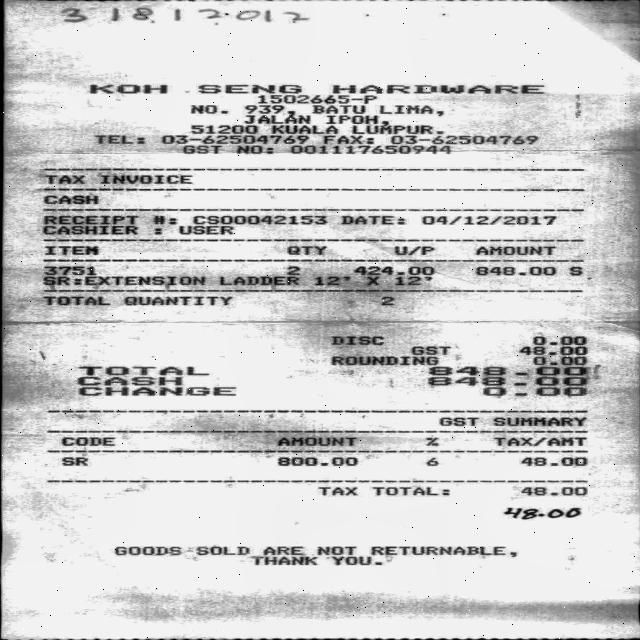 3/8/2012
KOH SENG HARDWARE
1502665-P
NO. 939, BATU LIMA,
JALAN IPOH,
51200 KUALA LUMPUR.
TEL: 03-62504769 FAX: 03-62504769
GST NO: 001117650944
TAX INVOICE
CASH
RECEIPT #: CS00042153 DATE: 04/12/2017
CASHIER : USER
ITEM QTY U/P AMOUNT
3751 2 424.00 848.00 S
SR:EXTENSION LADDER 12' X 12'
TOTAL QUANTITY 2
DISC 0.00
GST 48.00
ROUNDING 0.00
TOTAL 848.00
CASH 848.00
CHANGE 0.00
GST SUMMARY
CODE AMOUNT % TAX/AMT
SR 800.00 6 48.00
TAX TOTAL: 48.00
48.00
GOODS SOLD ARE NOT RETURNABLE,
THANK YOU.